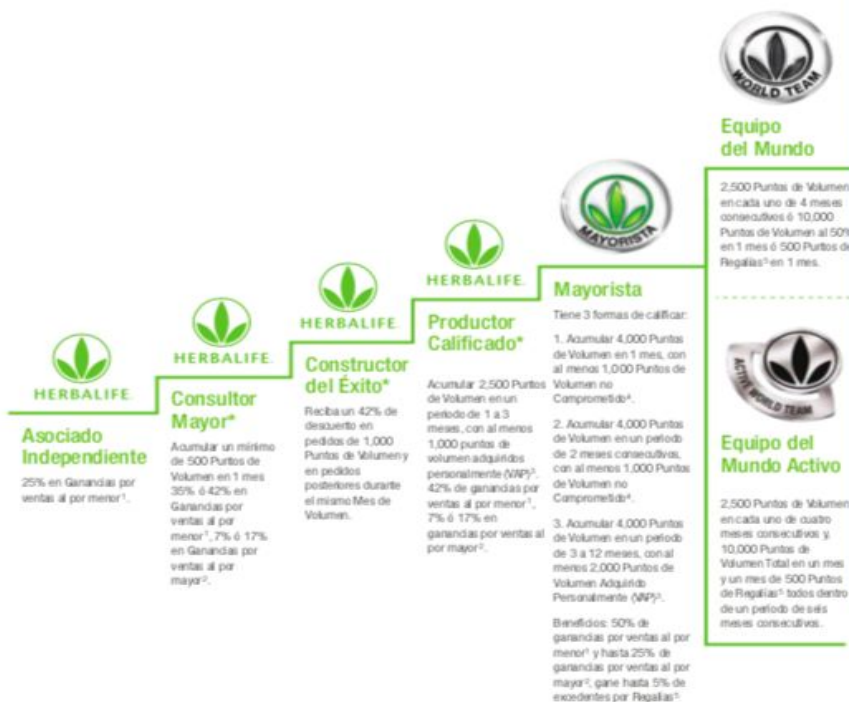 HERBALIFE
Asociado
Independiente
25% en Ganancias por
ventas al por menor¹.
HERBALIFE.
Consultor
Mayor*
Acumular un mínimo
de 500 Puntos de
Volumen en 1 mes
35% ó 42% en
Ganancias por
ventas al por
menor¹, 7% ó 17%
en Ganancias por
ventas al por
mayor².
HERBALIFE
Constructor
del Éxito*
Reciba un 42% de
descuento en
pedidos de 1,000
Puntos de Volumen y
en pedidos
posteriores durante
el mismo Mes de
Volumen.
HERBALIFE.
Productor
Calificado*
Acumular 2,500 Puntos
de Volumen en un
periodo de 1 a 3
meses, con al menos
1,000 puntos de
volumen adquiridos
personalmente (VAP)³.
42% de ganancias por
ventas al por menor¹,
7% ó 17% en
ganancias por ventas al
por mayor².
MAYORISTA
Mayorista
Tiene 3 formas de calificar:
1. Acumular 4,000 Puntos
de Volumen en 1 mes, con
al menos 1,000 Puntos de
Volumen no
Comprometido⁴.
2. Acumular 4,000 Puntos
de Volumen en un periodo
de 2 meses consecutivos,
con al menos 1,000 Puntos
de Volumen no
Comprometido⁴.
3. Acumular 4,000 Puntos
de Volumen en un periodo
de 3 a 12 meses, con al
menos 2,000 Puntos de
Volumen Adquirido
Personalmente (VAP)³.
Beneficios: 50% de
ganancias por ventas al por
menor¹ y hasta 25% de
ganancias por ventas al por
mayor², gane hasta 5% de
excedentes por Regalías⁵
WORLD TEAM
Equipo
del Mundo
2,500 Puntos de Volumen
en cada uno de 4 meses
consecutivos ó 10,000
Puntos de Volumen al 50%
en 1 mes ó 500 Puntos de
Regalías⁵ en 1 mes.
ACTIVE WORLD TEAM
Equipo del
Mundo Activo
2,500 Puntos de Volumen
en cada uno de cuatro
meses consecutivos y
10,000 Puntos de
Volumen Total en un mes
y un mes de 500 Puntos
de Regalías⁵ todos dentro
de un periodo de seis
meses consecutivos.